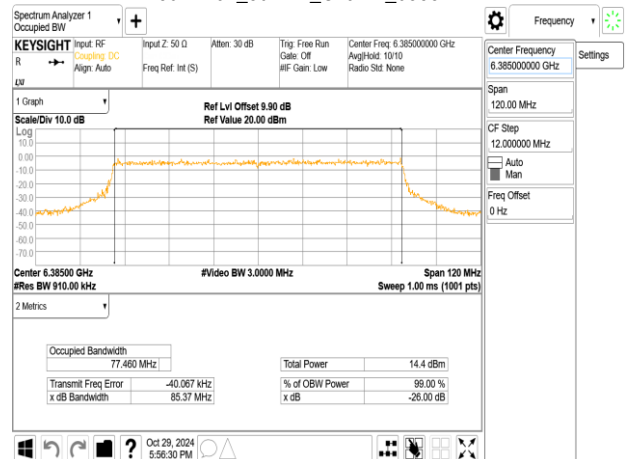 Spectrum Analyzer 1
Occupied BW
KEYSIGHT
R
LXI
Input: RF
Coupling: DC
Align: Auto
Input Z: 50 Ω
Freq Ref: Int (S)
Atten: 30 dB
Trig: Free Run
Gate: Off
#IF Gain: Low
Center Freq: 6.385000000 GHz
Avg|Hold: 10/10
Radio Std: None
Frequency
Center Frequency
6.385000000 GHz
Settings
Span
120.00 MHz
CF Step
12.000000 MHz
Auto
Man
Freq Offset
0 Hz
1 Graph
Scale/Div 10.0 dB
Ref Lvl Offset 9.90 dB
Ref Value 20.00 dBm
Log
10.0
0.00
-10.0
-20.0
-30.0
-40.0
-50.0
-60.0
-70.0
Center 6.38500 GHz
#Video BW 3.0000 MHz
Span 120 MHz
#Res BW 910.00 kHz
Sweep 1.00 ms (1001 pts)
2 Metrics
Occupied Bandwidth
77.460 MHz
Total Power 14.4 dBm
Transmit Freq Error -40.067 kHz
% of OBW Power 99.00 %
x dB Bandwidth 85.37 MHz
x dB -26.00 dB
?
Oct 29, 2024
5:56:30 PM